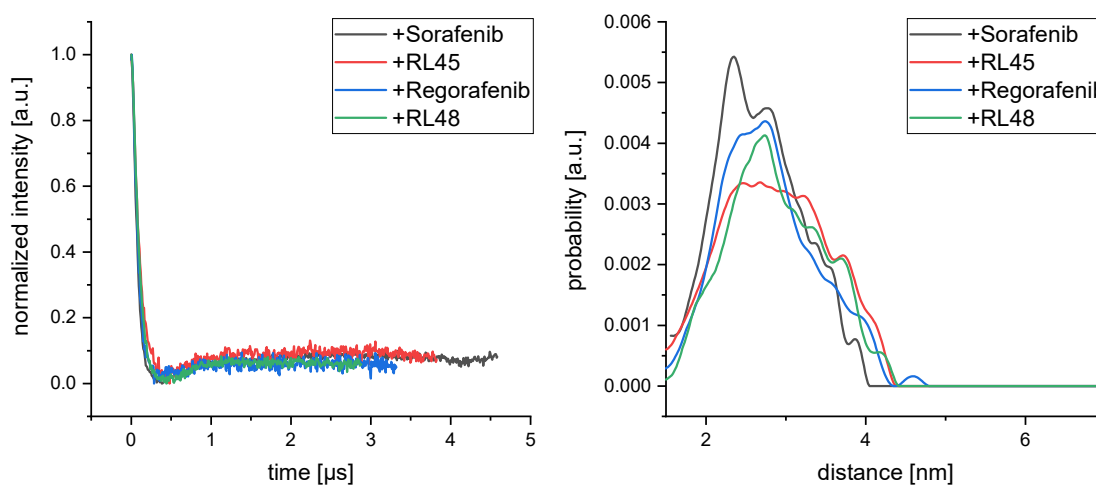 +Sorafenib
+RL45
+Regorafenib
+RL48
1.0
0.8
0.6
0.4
0.2
0.0
normalized intensity [a.u.]
0
1
2
3
4
5
time [µs]
+Sorafenib
+RL45
+Regorafenil
+RL48
0.006
0.005
0.004
0.003
0.002
0.001
0.000
probability [a.u.]
2
4
6
distance [nm]